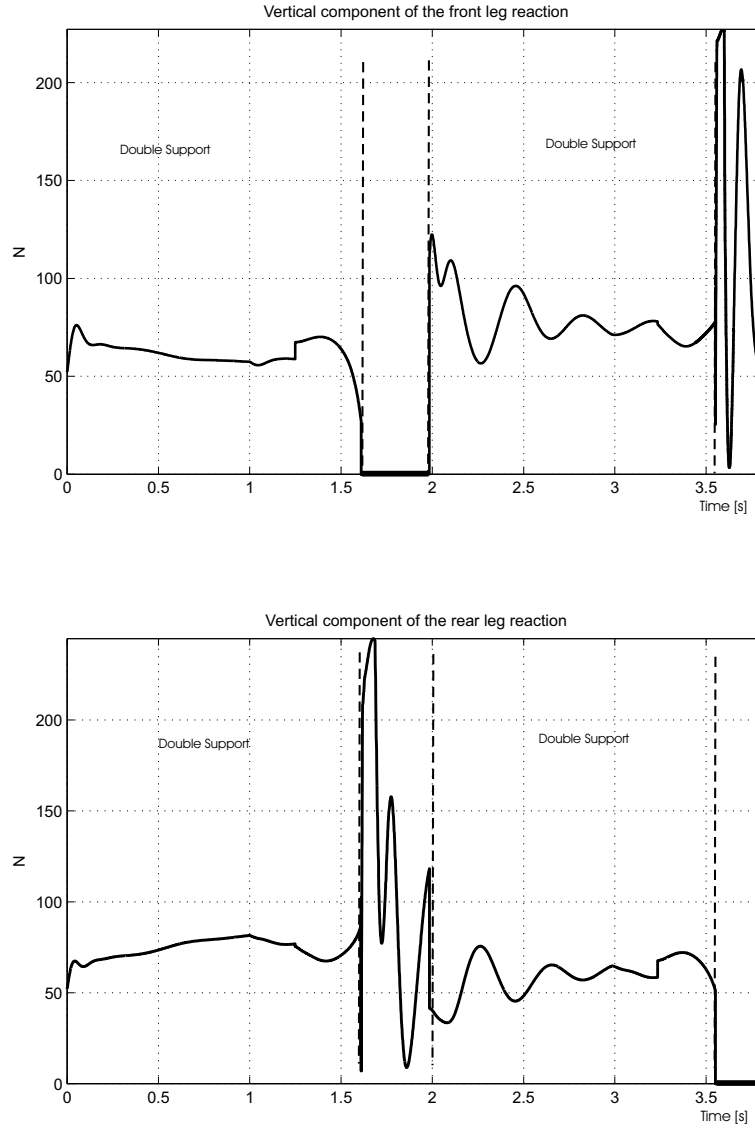 Vertical component of the front leg reaction
200
Double Support
Double Support
150
N
100
50
0
0 0.5 1 1.5 2 2.5 3 3.5
Time [s]
Vertical component of the rear leg reaction
200
Double Support
Double Support
150
N
100
50
0
0 0.5 1 1.5 2 2.5 3 3.5
Time [s]